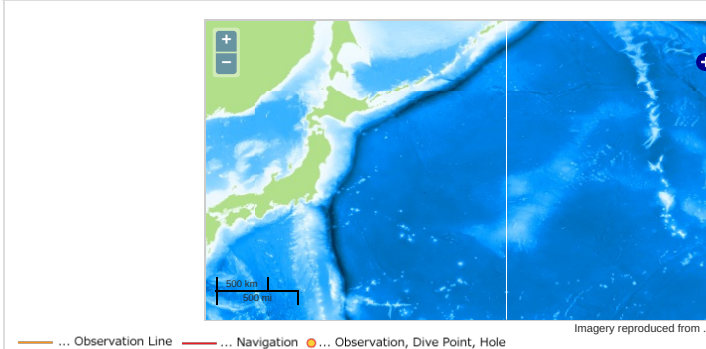 +
−
500 km
500 mi
Imagery reproduced from .
... Observation Line ... Navigation ... Observation, Dive Point, Hole